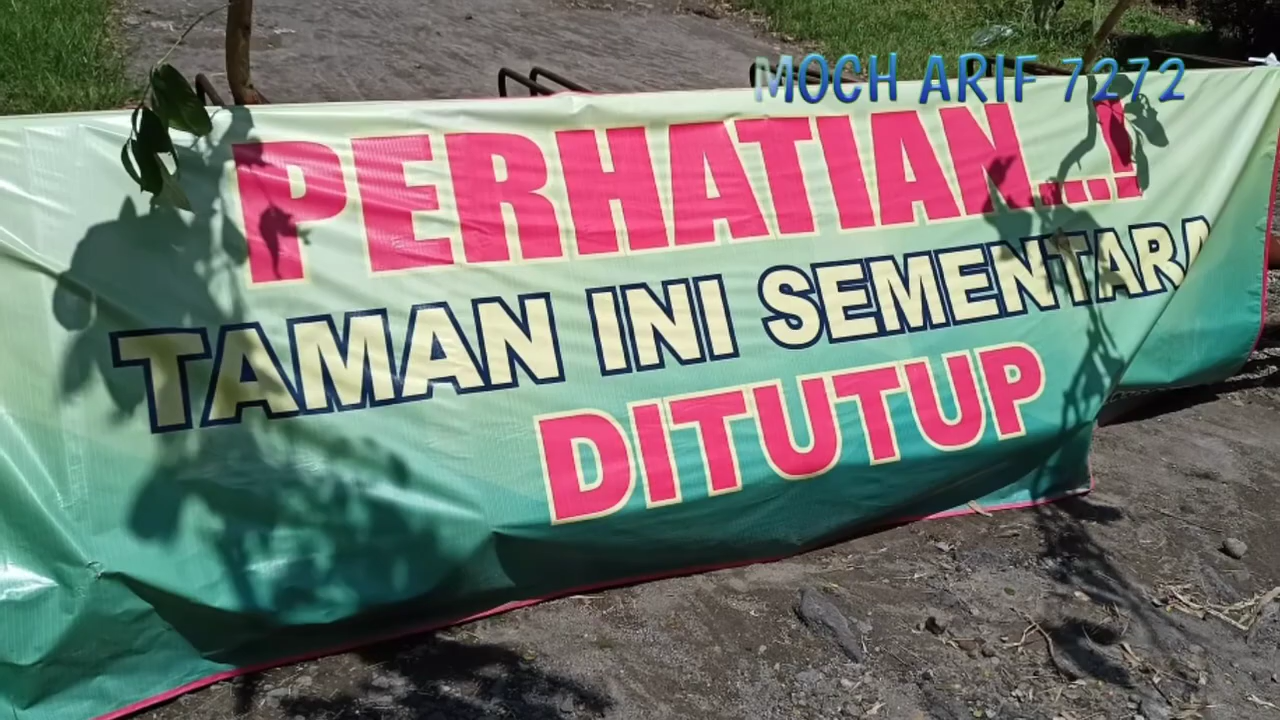 MOCH ARIF 7272
PERHATIAN...!
TAMAN INI SEMENTARA
DITUTUP